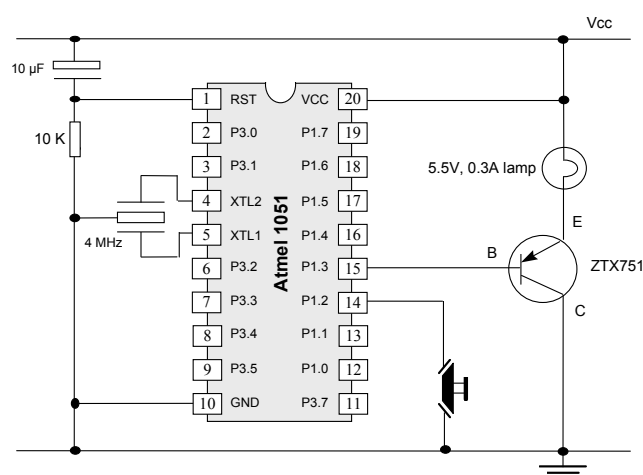 Vcc
10 µF
10 K
4 MHz
1 RST VCC 20
2 P3.0 P1.7 19
3 P3.1 P1.6 18
4 XTL2 P1.5 17
5 XTL1 P1.4 16
6 P3.2 P1.3 15
7 P3.3 P1.2 14
8 P3.4 P1.1 13
9 P3.5 P1.0 12
10 GND P3.7 11
Atmel 1051
5.5V, 0.3A lamp
E
B
ZTX751
C